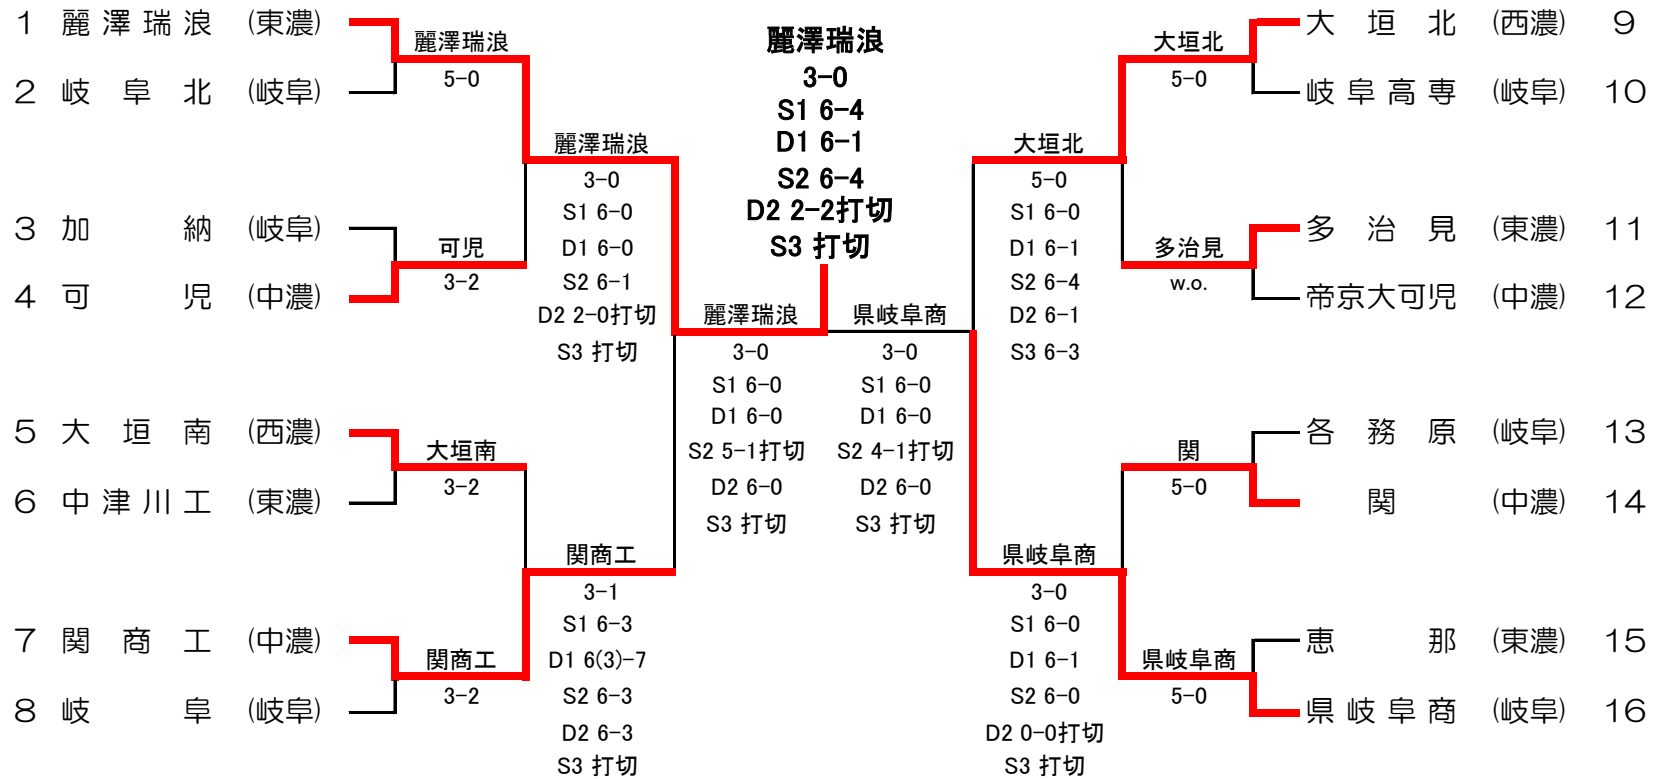 1 麗澤瑞浪 (東濃)
2 岐阜北 (岐阜)
3 加納 (岐阜)
4 可児 (中濃)
5 大垣南 (西濃)
6 中津川工 (東濃)
7 関商工 (中濃)
8 岐阜 (岐阜)
麗澤瑞浪
5-0
可児
3-2
大垣南
3-2
関商工
3-2
麗澤瑞浪
3-0
S1 6-0
D1 6-0
S2 6-1
D2 2-0打切
S3 打切
関商工
3-1
S1 6-3
D1 6(3)-7
S2 6-3
D2 6-3
S3 打切
麗澤瑞浪
3-0
S1 6-0
D1 6-0
S2 5-1打切
D2 6-0
S3 打切
麗澤瑞浪
3-0
S1 6-4
D1 6-1
S2 6-4
D2 2-2打切
S3 打切
県岐阜商
3-0
S1 6-0
D1 6-0
S2 4-1打切
D2 6-0
S3 打切
大垣北
5-0
S1 6-0
D1 6-1
S2 6-4
D2 6-1
S3 6-3
県岐阜商
3-0
S1 6-0
D1 6-1
S2 6-0
D2 0-0打切
S3 打切
大垣北
5-0
多治見
w.o.
関
5-0
県岐阜商
5-0
大垣北 (西濃) 9
岐阜高専 (岐阜) 10
多治見 (東濃) 11
帝京大可児 (中濃) 12
各務原 (岐阜) 13
関 (中濃) 14
恵那 (東濃) 15
県岐阜商 (岐阜) 16